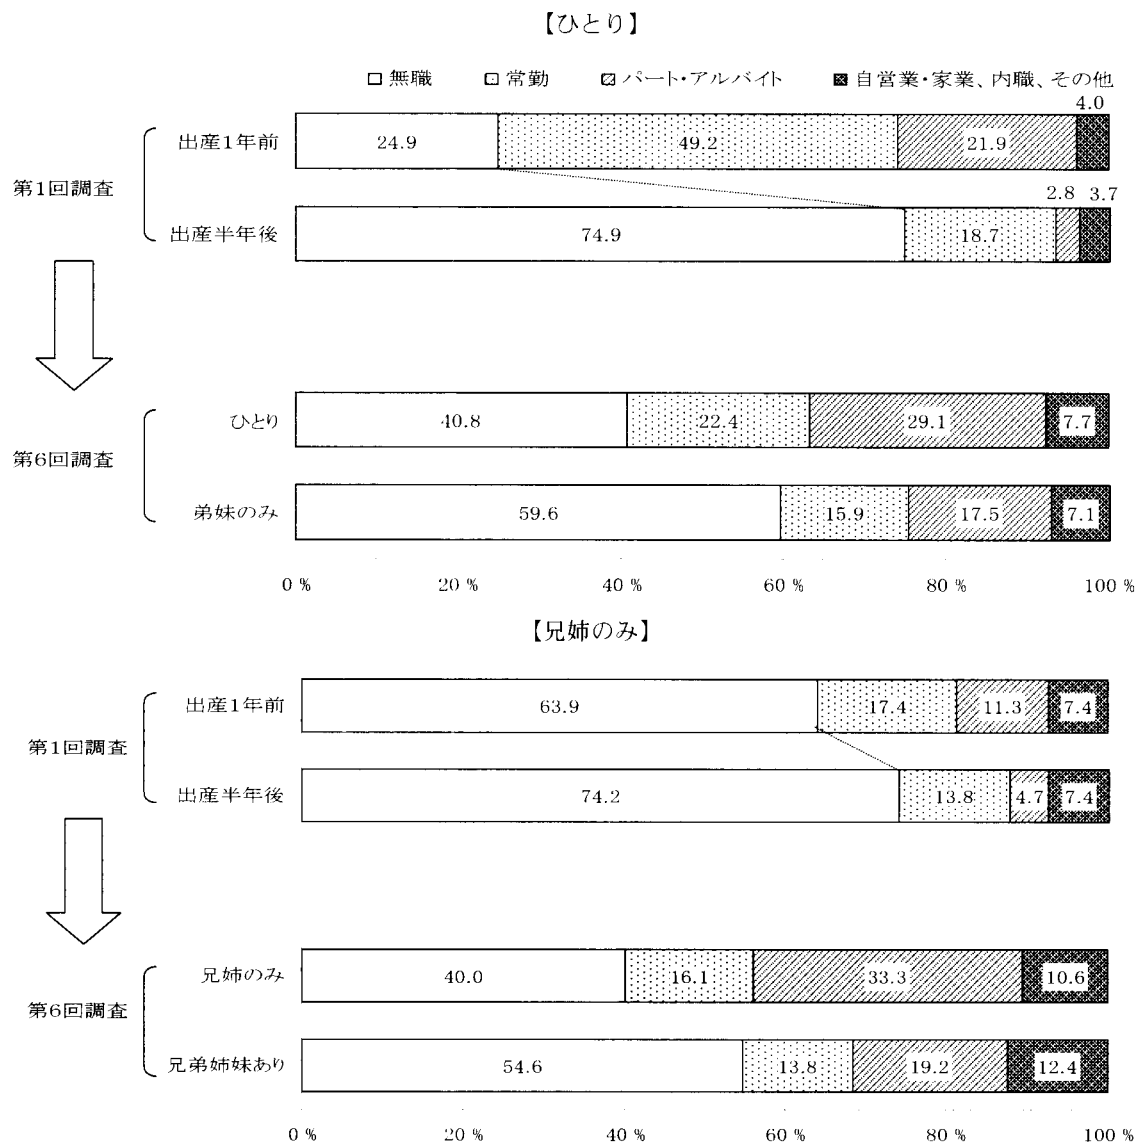 【ひとり】
□ 無職 □ 常勤 ▨ パート・アルバイト ■ 自営業・家業、内職、その他
4.0
出産1年前 24.9 49.2 21.9
第1回調査
2.8 3.7
出産半年後 74.9 18.7
ひとり 40.8 22.4 29.1 7.7
第6回調査
弟妹のみ 59.6 15.9 17.5 7.1
0 % 20 % 40 % 60 % 80 % 100 %
【兄姉のみ】
出産1年前 63.9 17.4 11.3 7.4
第1回調査
出産半年後 74.2 13.8 4.7 7.4
兄姉のみ 40.0 16.1 33.3 10.6
第6回調査
兄弟姉妹あり 54.6 13.8 19.2 12.4
0 % 20 % 40 % 60 % 80 % 100 %